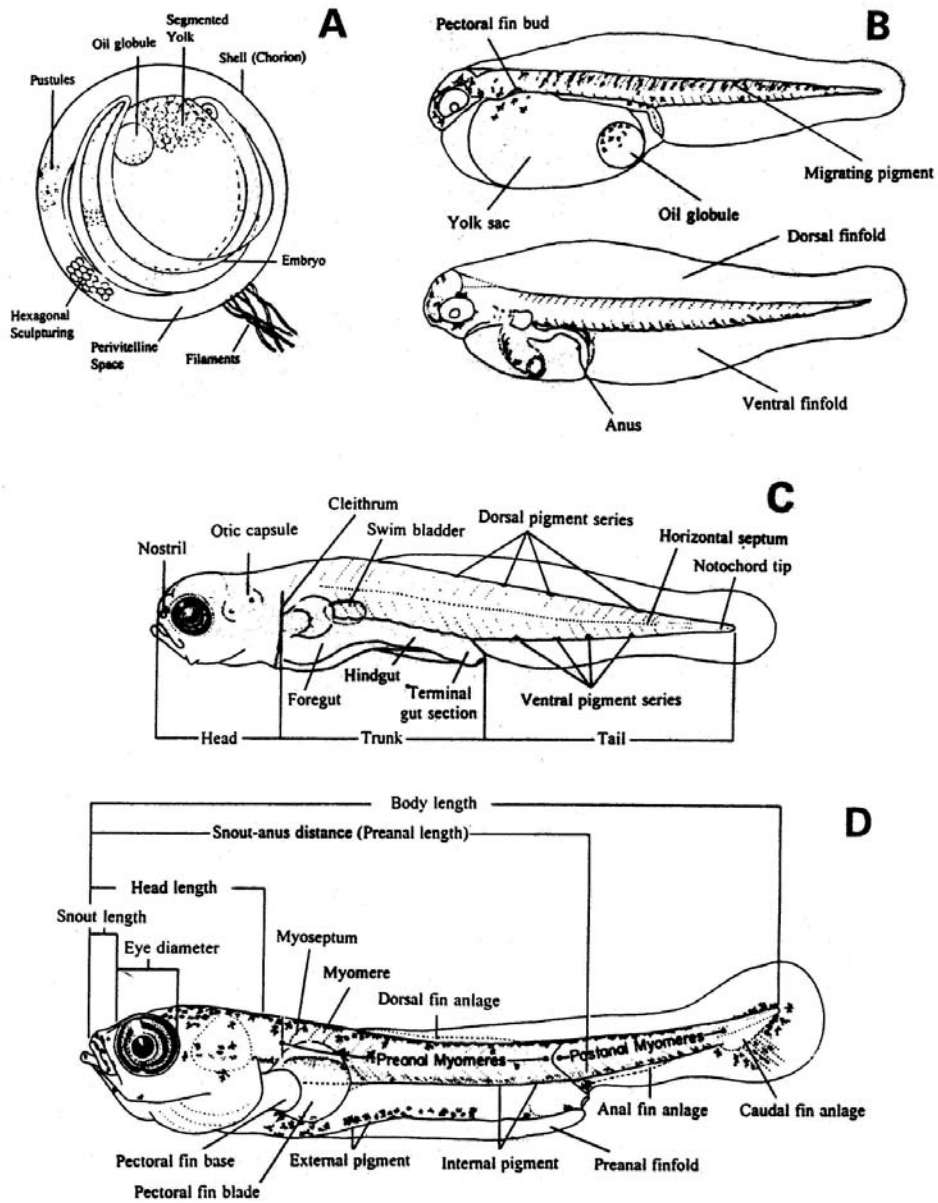 A
Segmented
Yolk
Oil globule
Shell (Chorion)
Pustules
Embryo
Hexagonal
Sculpturing
Perivitelline
Space
Filaments
B
Pectoral fin bud
Migrating pigment
Oil globule
Yolk sac
Dorsal finfold
Ventral finfold
Anus
C
Cleithrum
Otic capsule
Swim bladder
Dorsal pigment series
Horizontal septum
Nostril
Notochord tip
Hindgut
Foregut
Terminal
gut section
Ventral pigment series
Head
Trunk
Tail
D
Body length
Snout-anus distance (Preanal length)
Head length
Snout length
Eye diameter
Myoseptum
Myomere
Dorsal fin anlage
Preanal Myomeres
Postanal Myomeres
Anal fin anlage
Caudal fin anlage
Pectoral fin base
External pigment
Internal pigment
Preanal finfold
Pectoral fin blade